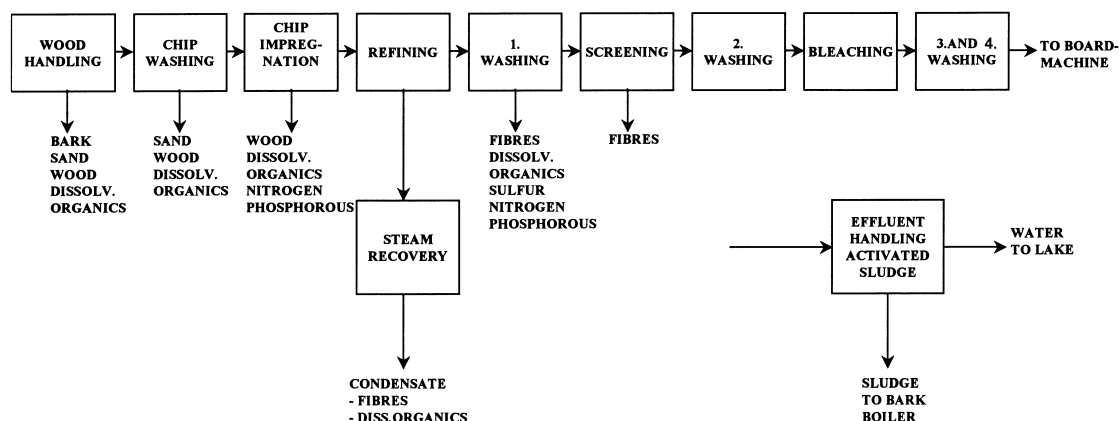 WOOD
HANDLING
CHIP
WASHING
CHIP
IMPREG-
NATION
REFINING
1.
WASHING
SCREENING
2.
WASHING
BLEACHING
3.AND 4.
WASHING
TO BOARD-
MACHINE
BARK
SAND
WOOD
DISSOLV.
ORGANICS
SAND
WOOD
DISSOLV.
ORGANICS
WOOD
DISSOLV.
ORGANICS
NITROGEN
PHOSPHOROUS
FIBRES
DISSOLV.
ORGANICS
SULFUR
NITROGEN
PHOSPHOROUS
FIBRES
STEAM
RECOVERY
EFFLUENT
HANDLING
ACTIVATED
SLUDGE
WATER
TO LAKE
CONDENSATE
- FIBRES
- DISS.ORGANICS
SLUDGE
TO BARK
BOILER